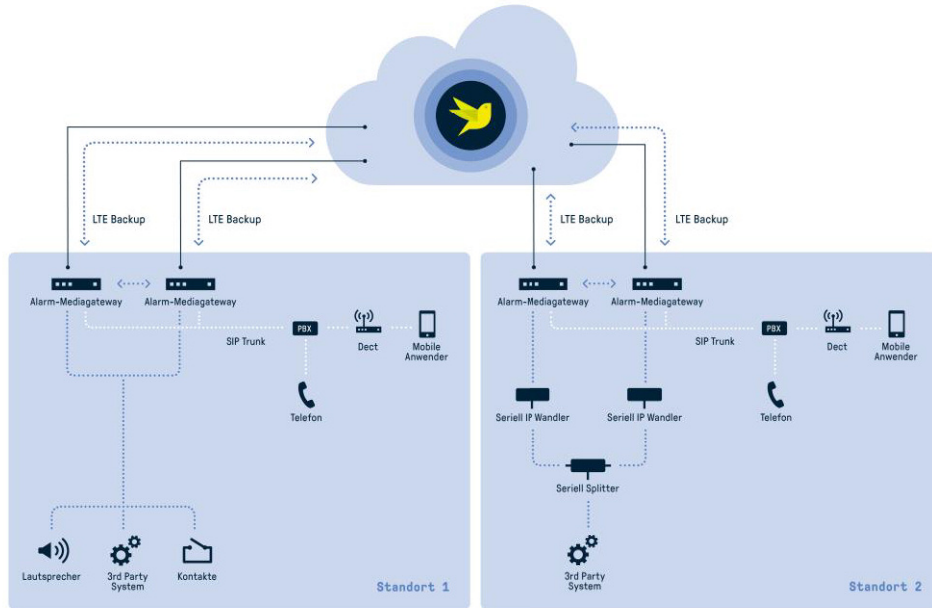 LTE Backup
LTE Backup
LTE Backup
LTE Backup
Alarm-Mediagateway
Alarm-Mediagateway
SIP Trunk
PBX
Dect
Mobile
Anwender
Telefon
Lautsprecher
3rd Party
System
Kontakte
Standort 1
Alarm-Mediagateway
Alarm-Mediagateway
SIP Trunk
PBX
Dect
Mobile
Anwender
Seriell IP Wandler
Seriell IP Wandler
Telefon
Seriell Splitter
3rd Party
System
Standort 2